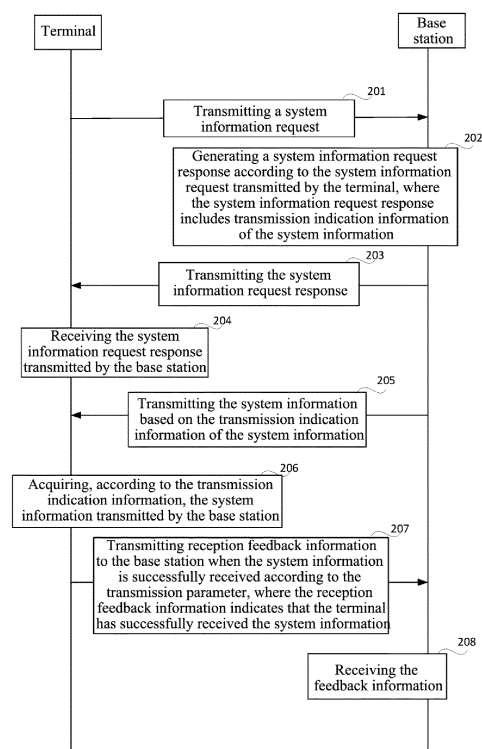 Terminal
Base
station
201
Transmitting a system
information request
202
Generating a system information request
response according to the system information
request transmitted by the terminal, where
the system information request response
includes transmission indication information
of the system information
203
Transmitting the system
information request response
204
Receiving the system
information request response
transmitted by the base station
205
Transmitting the system information
based on the transmission indication
information of the system information
206
Acquiring, according to the transmission
indication information, the system
information transmitted by the base station
207
Transmitting reception feedback information
to the base station when the system information
is successfully received according to the
transmission parameter, where the reception
feedback information indicates that the terminal
has successfully received the system information
208
Receiving the
feedback information